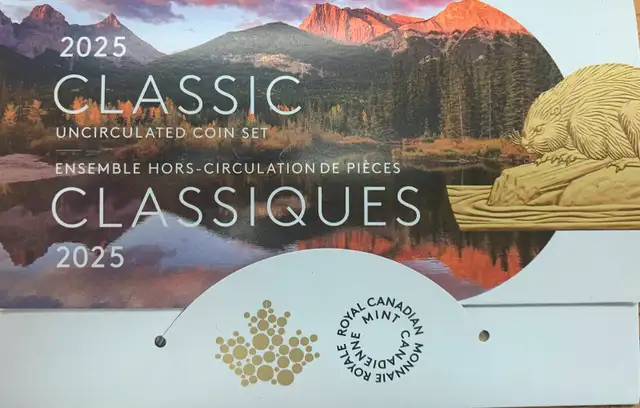 2025
CLASSIC
UNCIRCULATED COIN SET
ENSEMBLE HORS-CIRCULATION DE PIÈCES
CLASSIQUES
2025
ROYAL CANADIAN MINT
MONNAIE ROYALE CANADIENNE